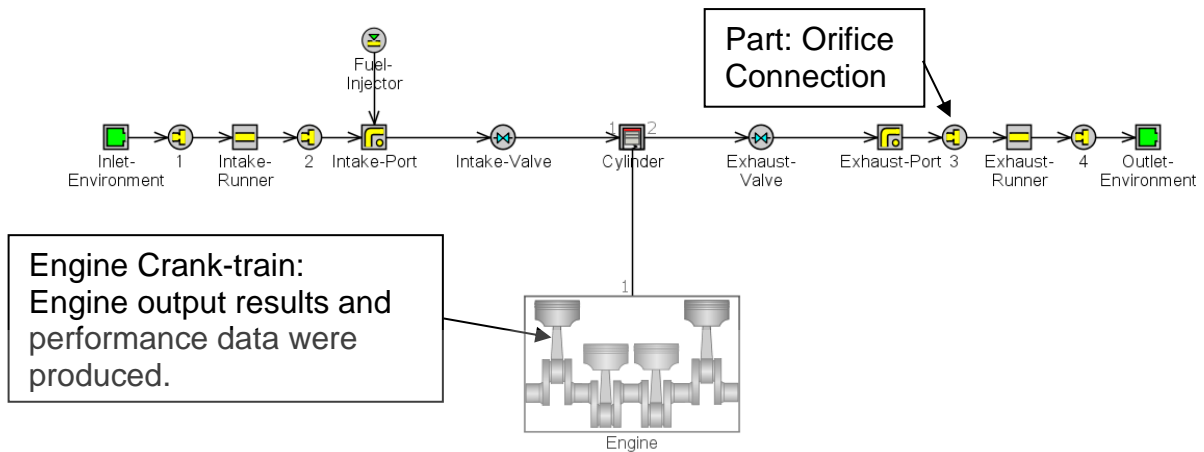 Part: Orifice
Connection
Fuel-
Injector
1 2
Inlet-
Environment
1
Intake-
Runner
2
Intake-Port
Intake-Valve
Cylinder
Exhaust-
Valve
Exhaust-Port
3
Exhaust-
Runner
4
Outlet-
Environment
Engine Crank-train:
Engine output results and
performance data were
produced.
1
Engine